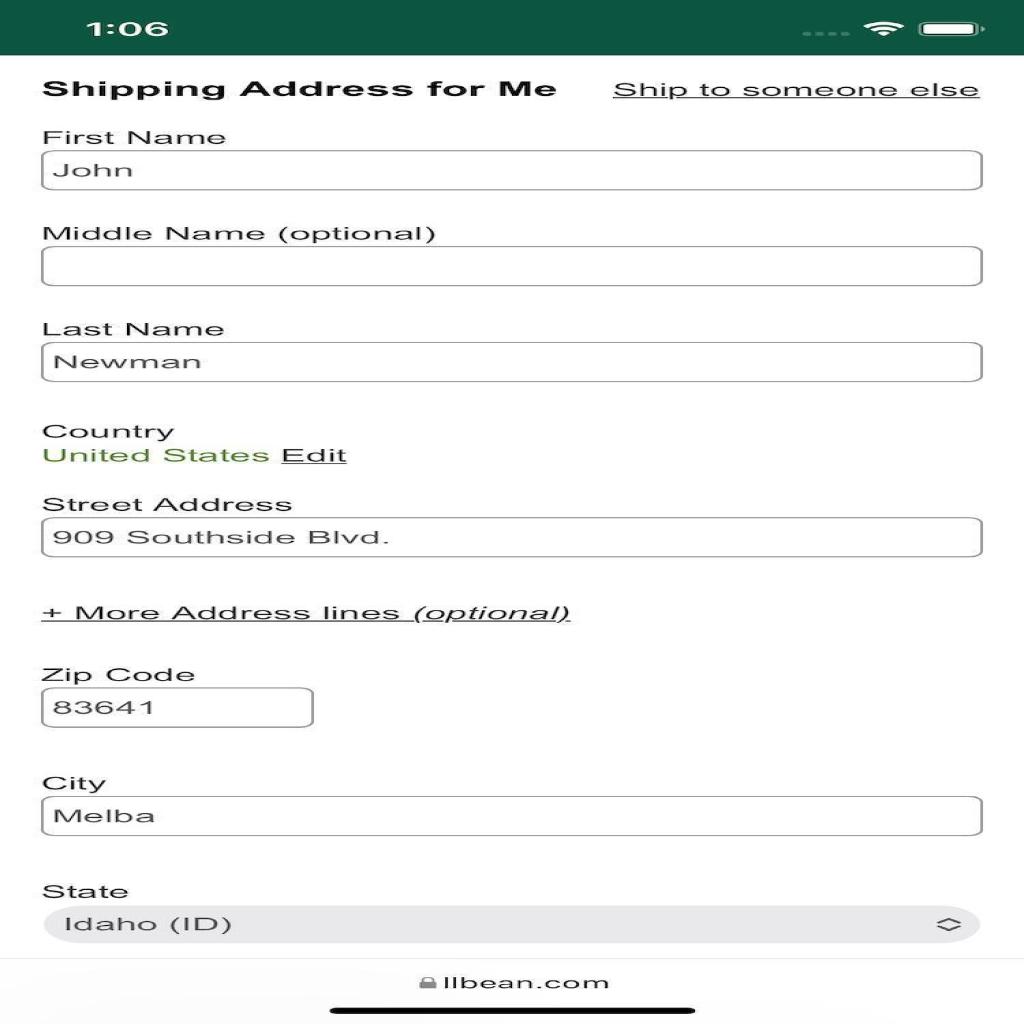 1:06
Shipping Address for Me Ship to someone else
First Name
John
Middle Name (optional)
Last Name
Newman
Country
United States Edit
Street Address
909 Southside Blvd.
+ More Address lines (optional)
Zip Code
83641
City
Melba
State
Idaho (ID)
llbean.com